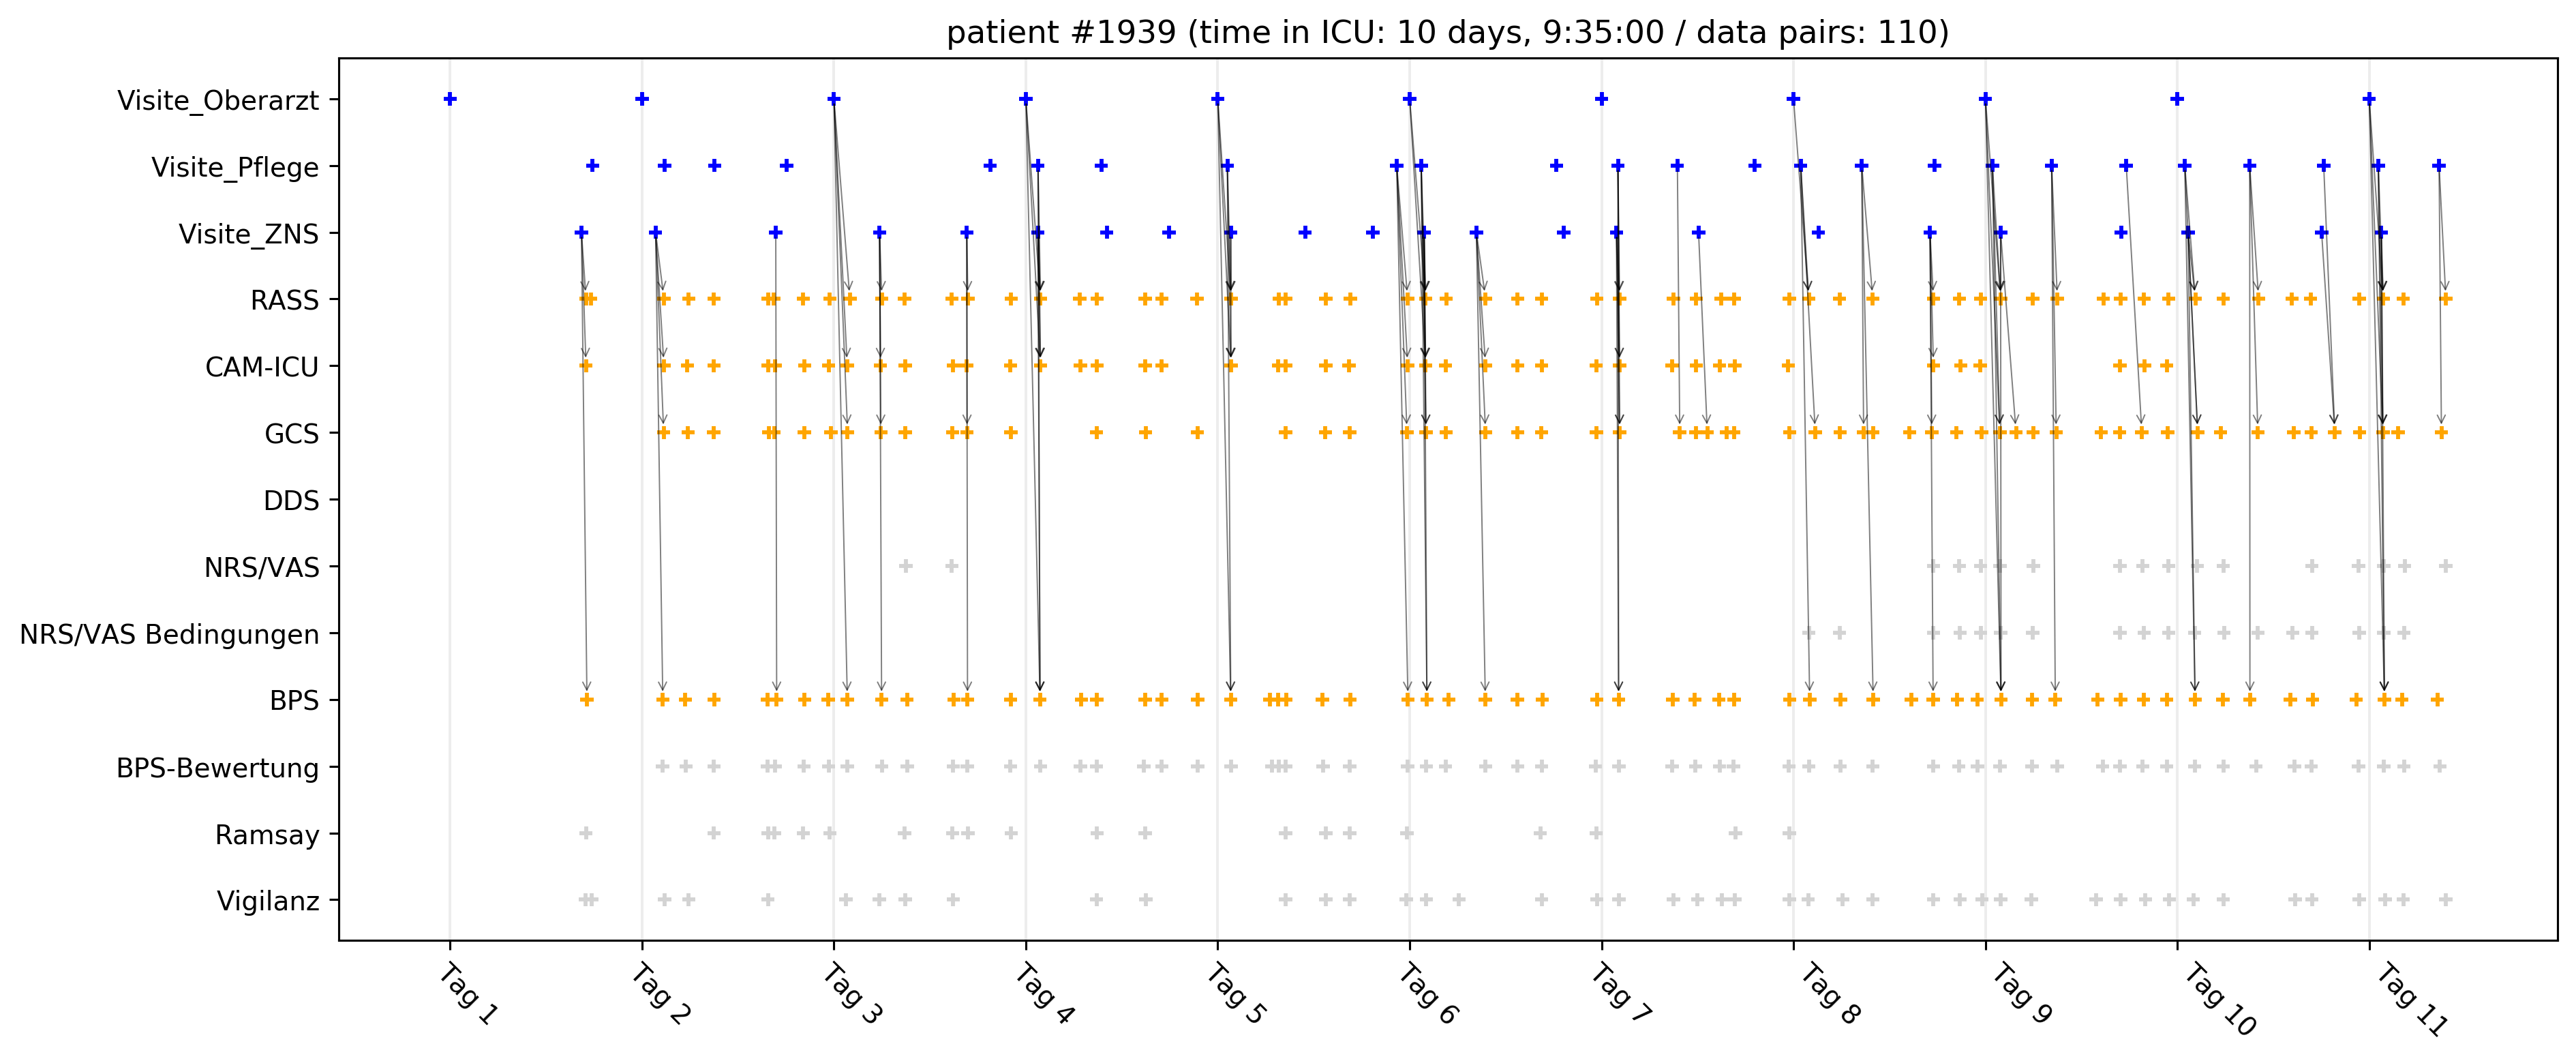 patient #1939 (time in ICU: 10 days, 9:35:00 / data pairs: 110)
Visite_Oberarzt
Visite_Pflege
Visite_ZNS
RASS
CAM-ICU
GCS
DDS
NRS/VAS
NRS/VAS Bedingungen
BPS
BPS-Bewertung
Ramsay
Vigilanz
Tag 1
Tag 2
Tag 3
Tag 4
Tag 5
Tag 6
Tag 7
Tag 8
Tag 9
Tag 10
Tag 11